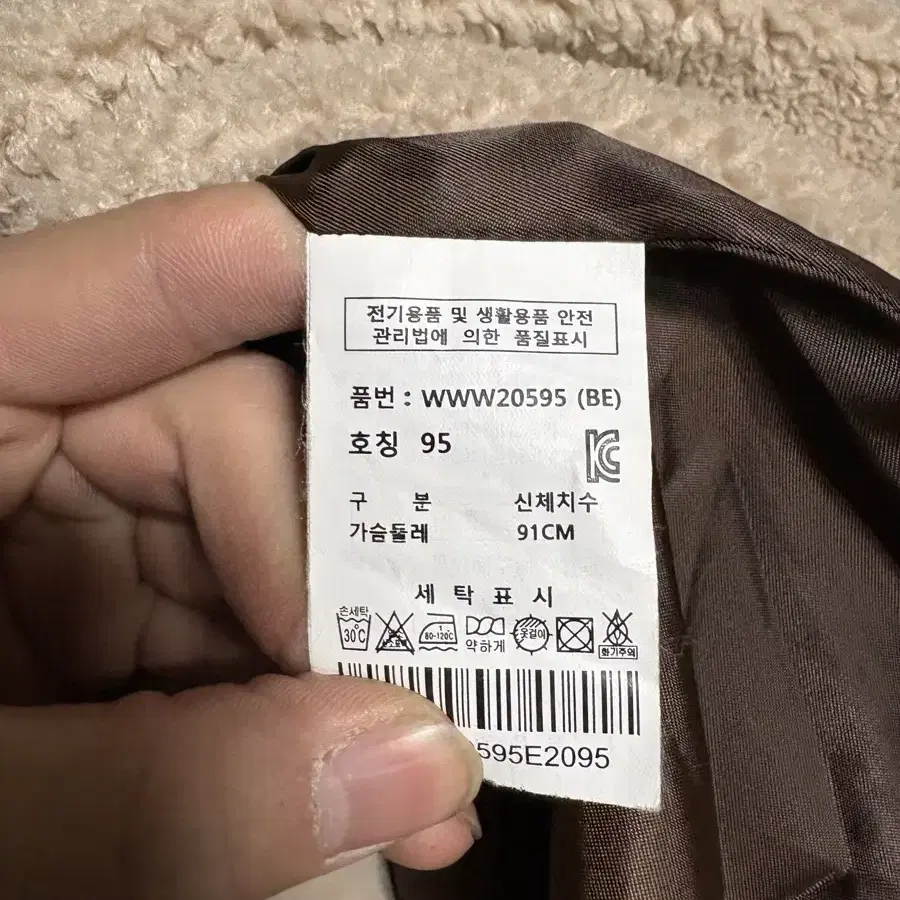 전기용품 및 생활용품 안전
관리법에 의한 품질표시
품번 : WWW20595 (BE)
호칭 95
구 분 신체치수
가슴둘레 91CM
세탁표시
손세탁
30℃
1
80-120℃
약하게
옷걸이
화기주의
595E2095